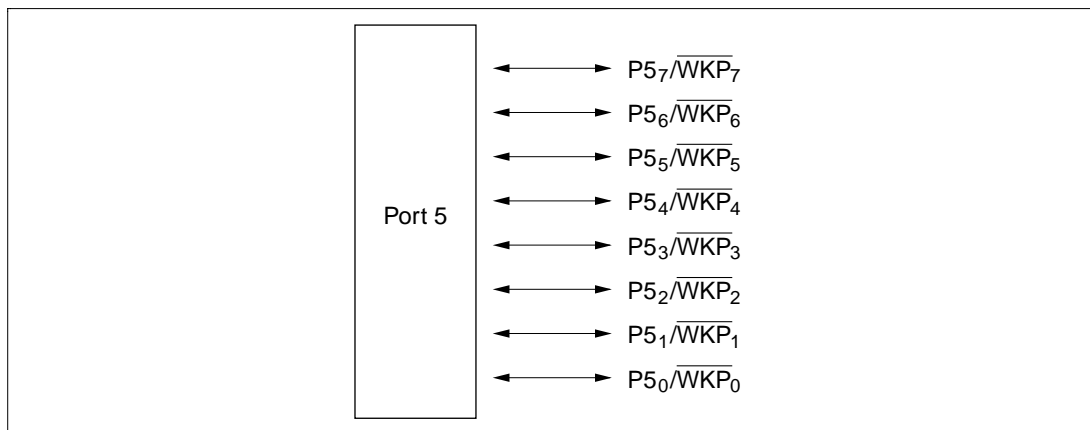 Port 5
P5₇/W̅K̅P̅₇
P5₆/W̅K̅P̅₆
P5₅/W̅K̅P̅₅
P5₄/W̅K̅P̅₄
P5₃/W̅K̅P̅₃
P5₂/W̅K̅P̅₂
P5₁/W̅K̅P̅₁
P5₀/W̅K̅P̅₀